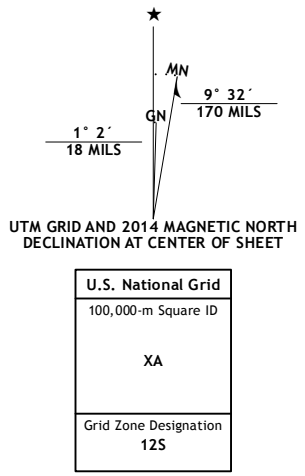 ★
MN
GN
9° 32´
170 MILS
1° 2´
18 MILS
UTM GRID AND 2014 MAGNETIC NORTH
DECLINATION AT CENTER OF SHEET
U.S. National Grid
100,000-m Square ID
XA
Grid Zone Designation
12S